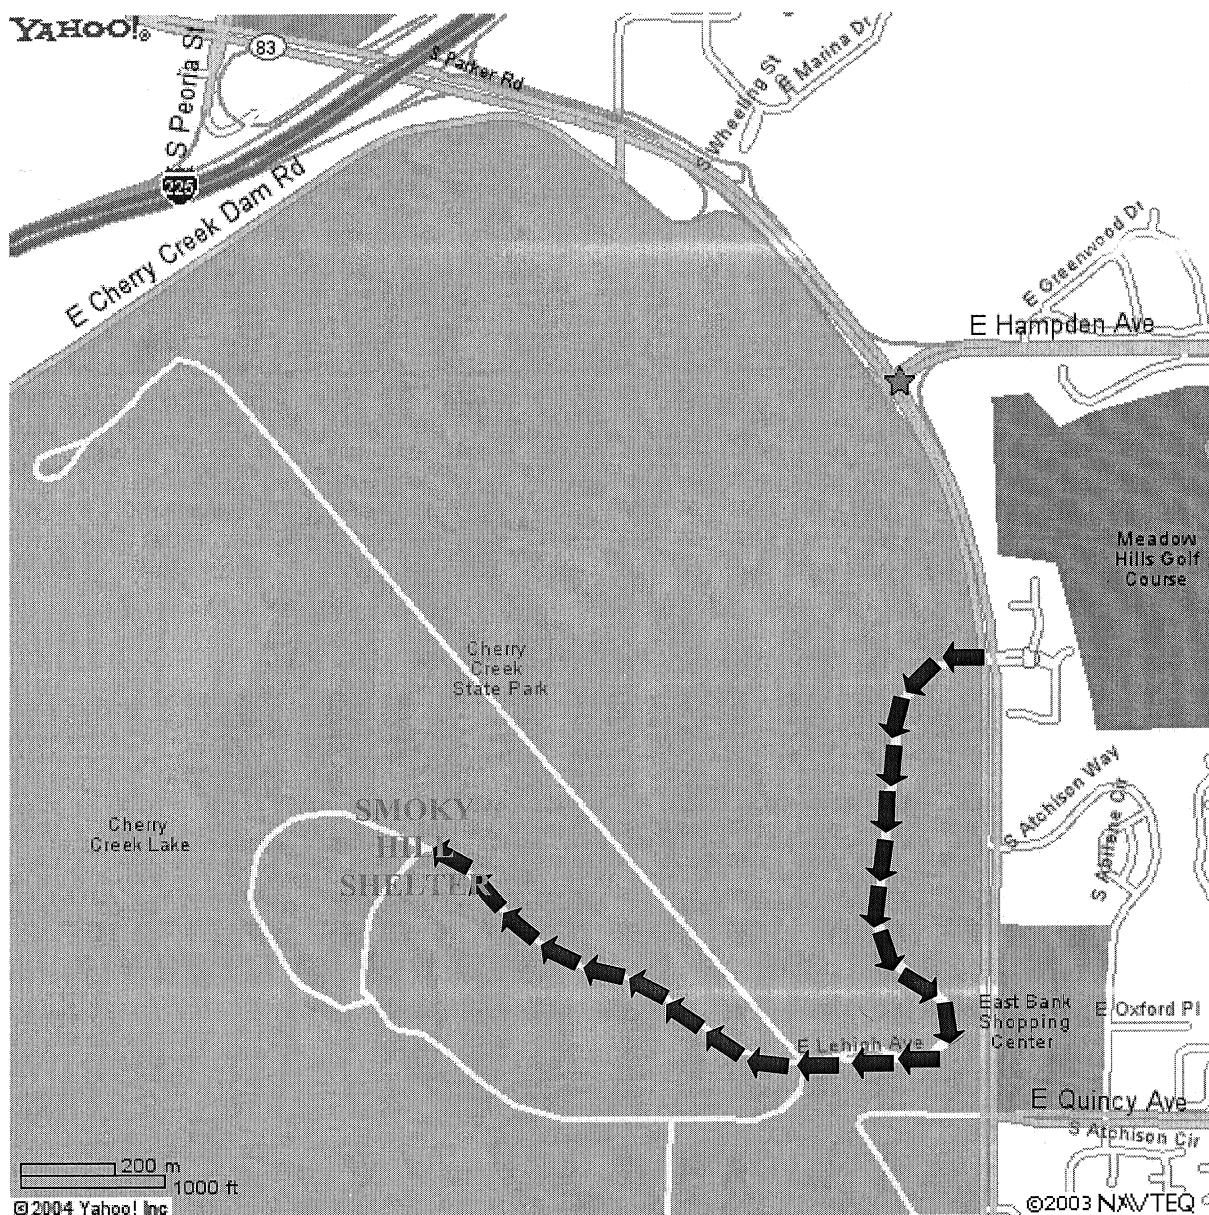 YAHOO!®
83
S Peoria St
S Parker Rd
E Marina Dr
S Wheeling St
225
E Cherry Creek Dam Rd
E Greenwood Dr
E Hampden Ave
Meadow
Hills Golf
Course
Cherry
Creek
State Park
S Atchison Way
S Abilene Cir
SMOKY
HILL
SHELTER
Cherry
Creek Lake
East Bank
Shopping
Center
E Oxford Pl
E Lehigh Ave
E Quincy Ave
S Atchison Cir
200 m
1000 ft
©2004 Yahoo! Inc
©2003 NAVTEQ